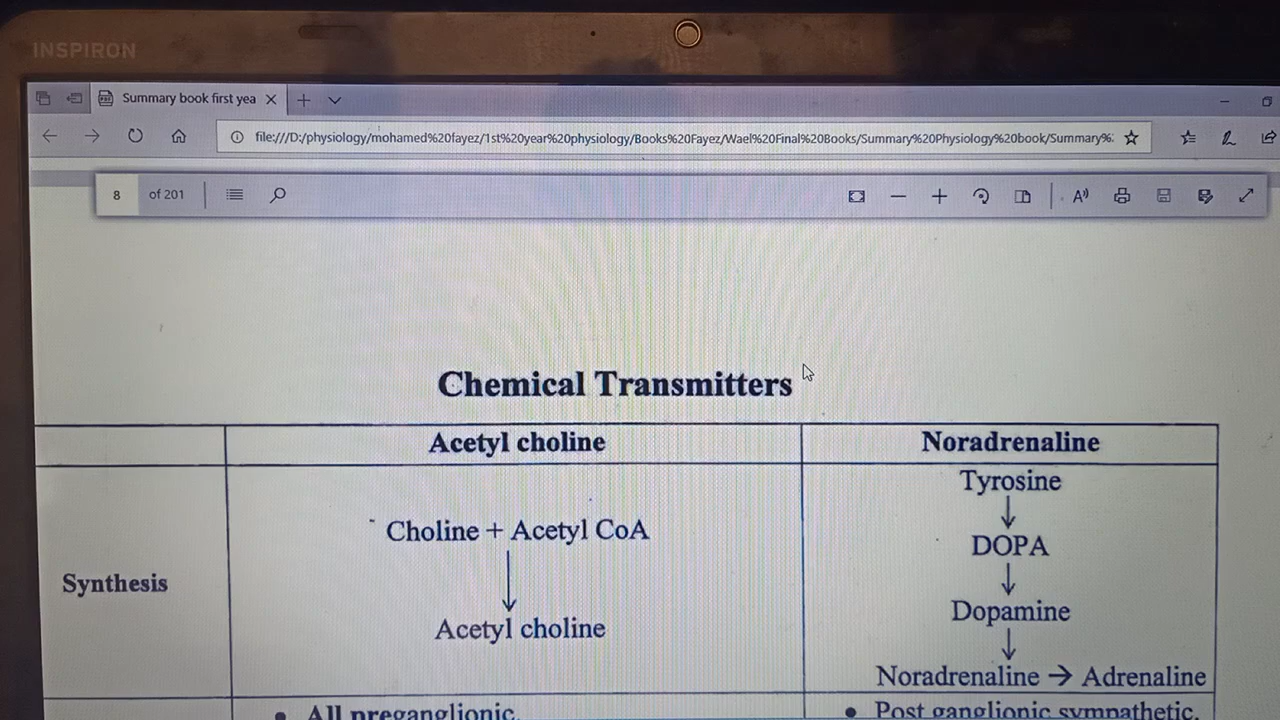 INSPIRON
Summary book first yea
file:///D:/physiology/mohamed%20fayez/1st%20year%20physiology/Books%20Fayez/Wael%20Final%20Books/Summary%20Physiology%20book/Summary%
8 of 201
Chemical Transmitters
Acetyl choline Noradrenaline
Synthesis
Choline + Acetyl CoA
↓
Acetyl choline
Tyrosine
↓
DOPA
↓
Dopamine
↓
Noradrenaline → Adrenaline
• All preganglionic.
• Post ganglionic sympathetic.